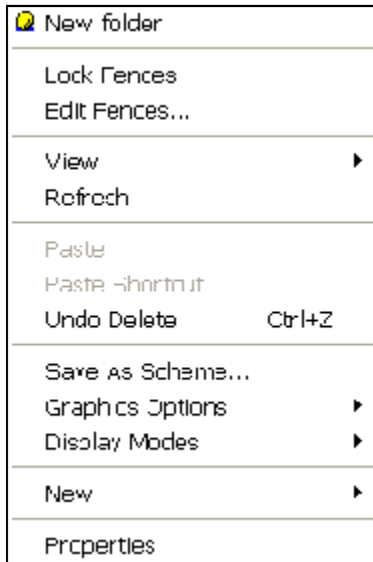 New folder
Lock Fences
Edit Fences...
View
Refresh
Paste
Paste Shortcut
Undo Delete Ctrl+Z
Save As Scheme...
Graphics Options
Display Modes
New
Properties